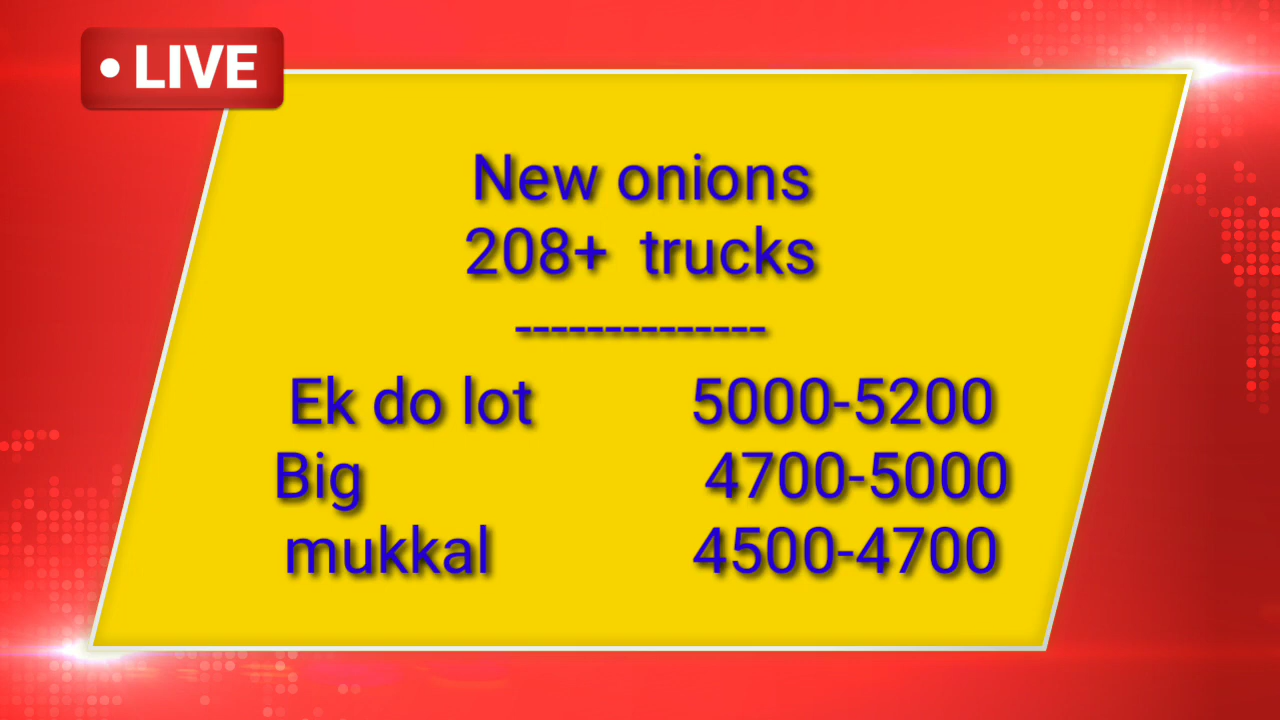 LIVE
New onions
208+ trucks
--------------
Ek do lot 5000-5200
Big 4700-5000
mukkal 4500-4700